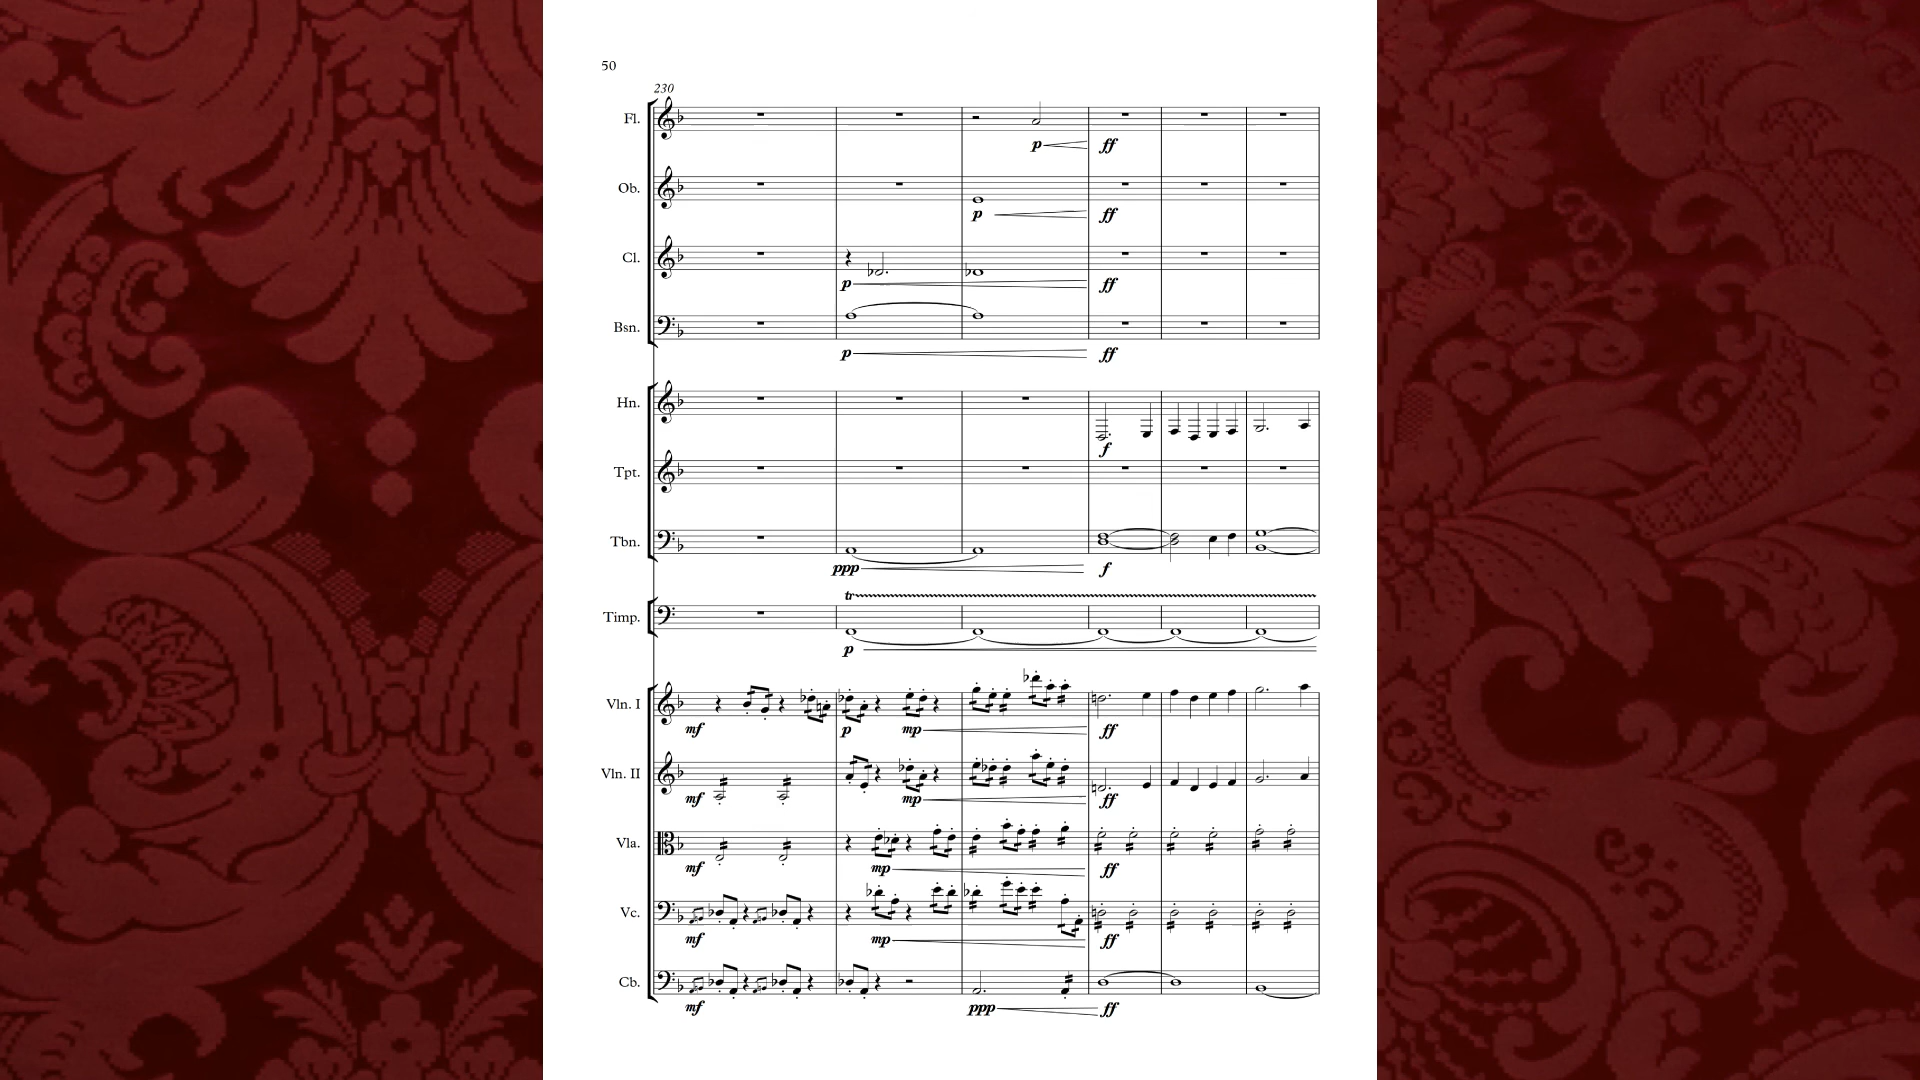 50
230
Fl.
p ff
Ob.
p ff
Cl.
p ff
Bsn.
p ff
Hn.
f
Tpt.
Tbn.
ppp f
tr
Timp.
p
Vln. I
mf p mp ff
Vln. II
mf mp ff
Vla.
mf mp ff
Vc.
mf mp ff
Cb.
mf ppp ff